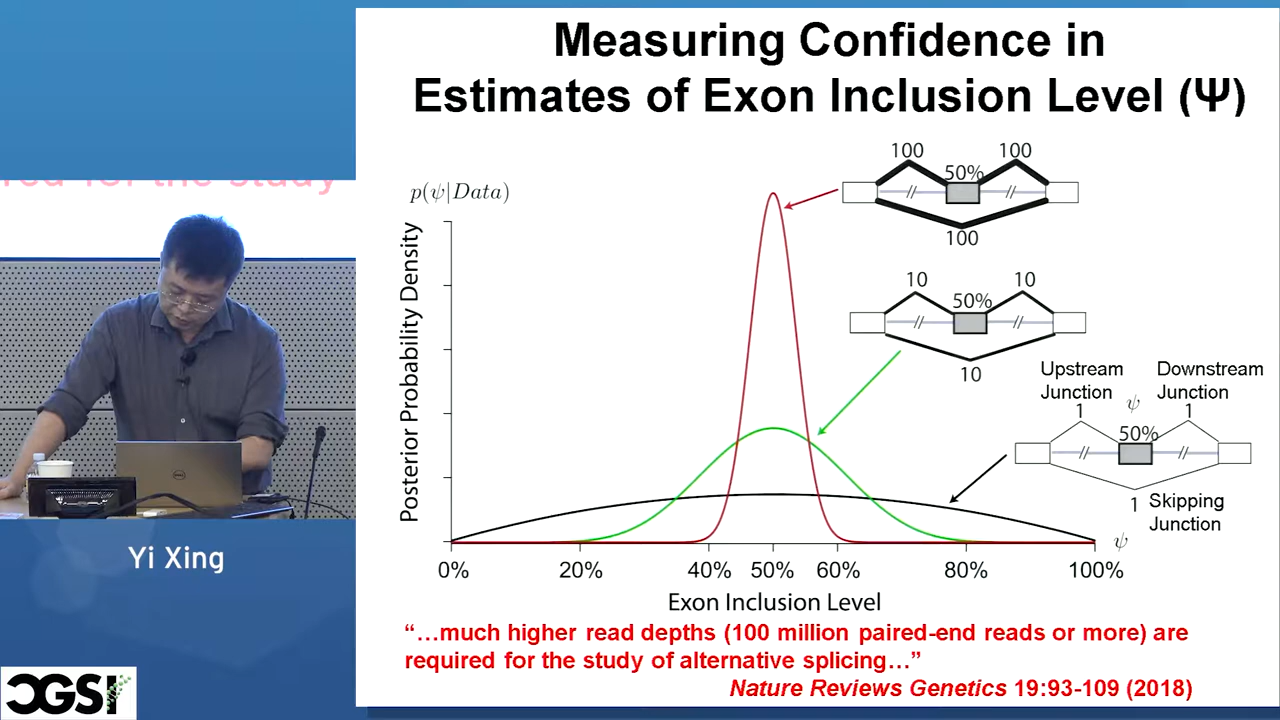 Measuring Confidence in
Estimates of Exon Inclusion Level (Ψ)
p(ψ|Data)
Posterior Probability Density
100
100
50%
100
10
10
50%
10
Upstream
Junction
Downstream
Junction
ψ
1
1
50%
1
Skipping
Junction
ψ
0%
20%
40%
50%
60%
80%
100%
Exon Inclusion Level
“…much higher read depths (100 million paired-end reads or more) are
required for the study of alternative splicing…”
Nature Reviews Genetics 19:93-109 (2018)
for the study
Yi Xing
CGSI